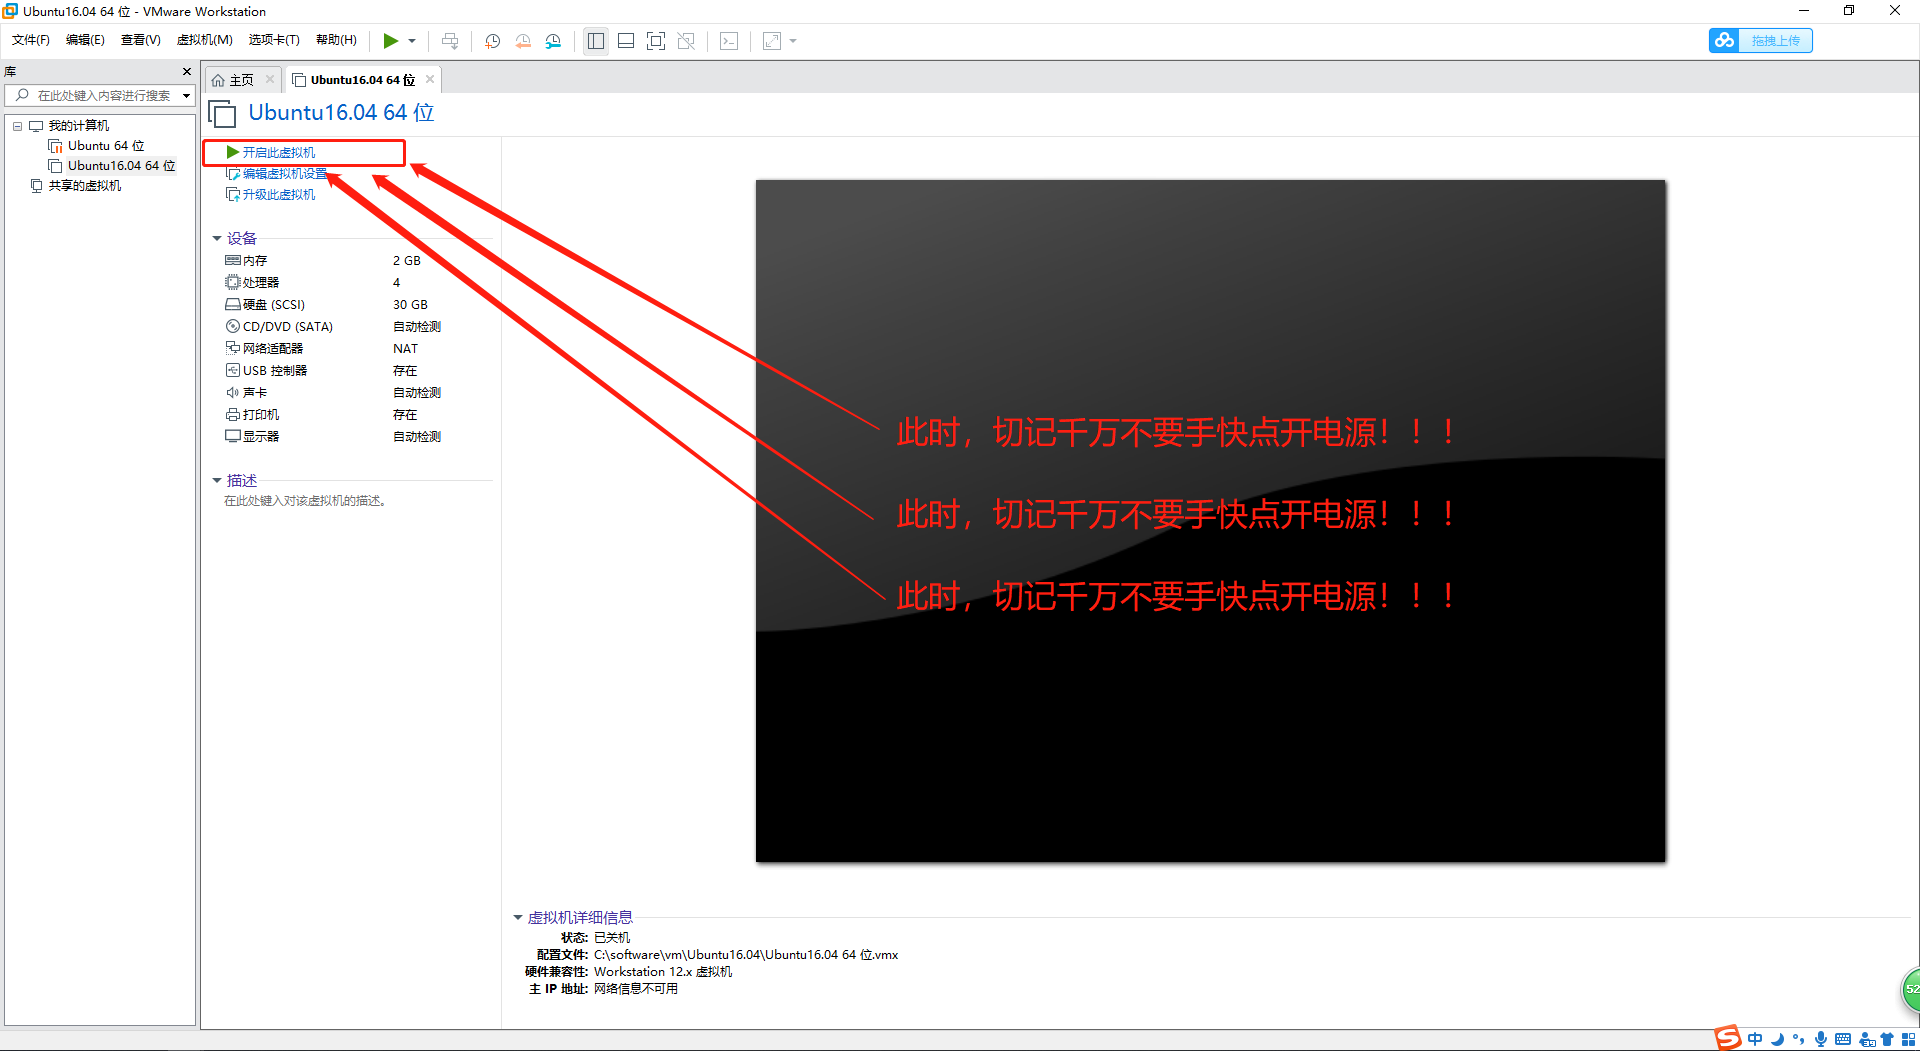 Ubuntu16.04 64 位 - VMware Workstation
文件(F) 编辑(E) 查看(V) 虚拟机(M) 选项卡(T) 帮助(H)
拖拽上传
库
在此处键入内容进行搜索
我的计算机
Ubuntu 64 位
Ubuntu16.04 64 位
共享的虚拟机
主页 Ubuntu16.04 64 位
Ubuntu16.04 64 位
开启此虚拟机
编辑虚拟机设置
升级此虚拟机
设备
内存 2 GB
处理器 4
硬盘 (SCSI) 30 GB
CD/DVD (SATA) 自动检测
网络适配器 NAT
USB 控制器 存在
声卡 自动检测
打印机 存在
显示器 自动检测
描述
在此处键入对该虚拟机的描述。
此时，切记千万不要手快点开电源！！！
此时，切记千万不要手快点开电源！！！
此时，切记千万不要手快点开电源！！！
虚拟机详细信息
状态: 已关机
配置文件: C:\software\vm\Ubuntu16.04\Ubuntu16.04 64 位.vmx
硬件兼容性: Workstation 12.x 虚拟机
主 IP 地址: 网络信息不可用
52
S 中